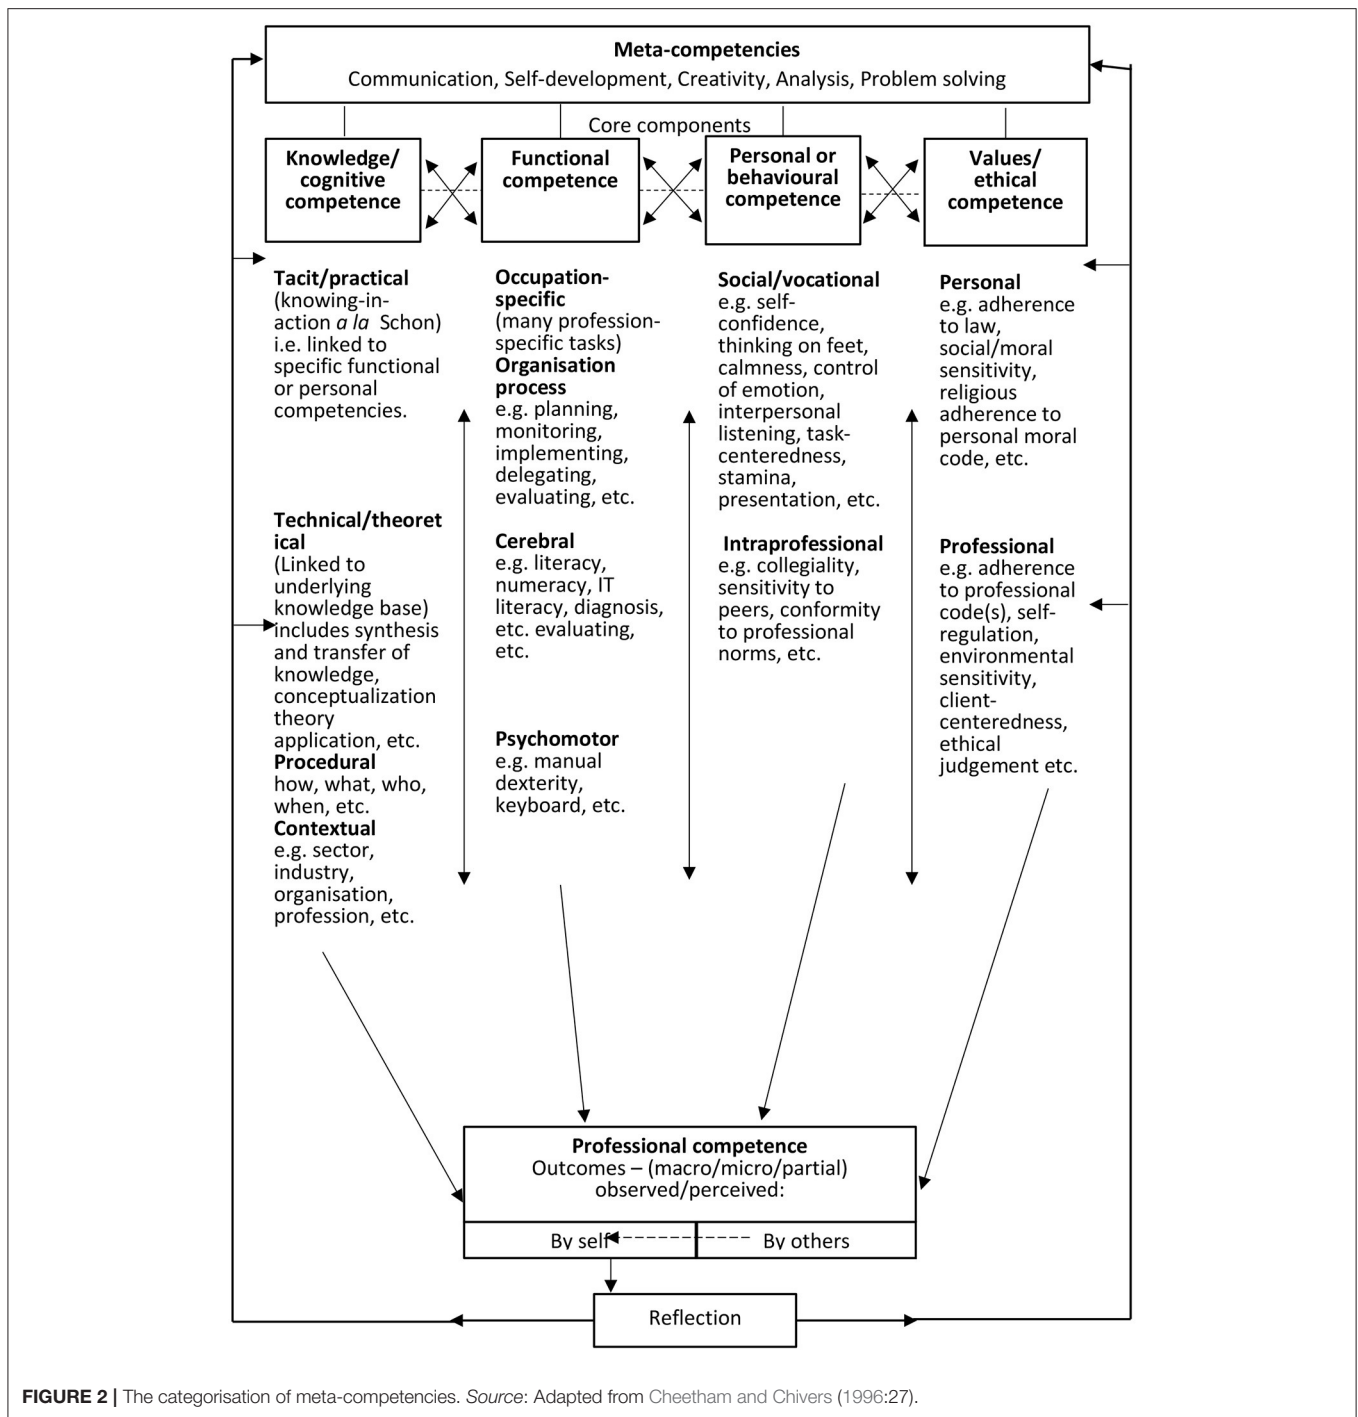 Meta-competencies
Communication, Self-development, Creativity, Analysis, Problem solving
Core components
Knowledge/
cognitive
competence
Functional
competence
Personal or
behavioural
competence
Values/
ethical
competence
Tacit/practical
(knowing-in-
action a la Schon)
i.e. linked to
specific functional
or personal
competencies.
Technical/theoret
ical
(Linked to
underlying
knowledge base)
includes synthesis
and transfer of
knowledge,
conceptualization
theory
application, etc.
Procedural
how, what, who,
when, etc.
Contextual
e.g. sector,
industry,
organisation,
profession, etc.
Occupation-
specific
(many profession-
specific tasks)
Organisation
process
e.g. planning,
monitoring,
implementing,
delegating,
evaluating, etc.
Cerebral
e.g. literacy,
numeracy, IT
literacy, diagnosis,
etc. evaluating,
etc.
Psychomotor
e.g. manual
dexterity,
keyboard, etc.
Social/vocational
e.g. self-
confidence,
thinking on feet,
calmness, control
of emotion,
interpersonal
listening, task-
centeredness,
stamina,
presentation, etc.
Intraprofessional
e.g. collegiality,
sensitivity to
peers, conformity
to professional
norms, etc.
Personal
e.g. adherence
to law,
social/moral
sensitivity,
religious
adherence to
personal moral
code, etc.
Professional
e.g. adherence
to professional
code(s), self-
regulation,
environmental
sensitivity,
client-
centeredness,
ethical
judgement etc.
Professional competence
Outcomes – (macro/micro/partial)
observed/perceived:
By self
By others
Reflection
FIGURE 2 | The categorisation of meta-competencies. Source: Adapted from Cheetham and Chivers (1996:27).